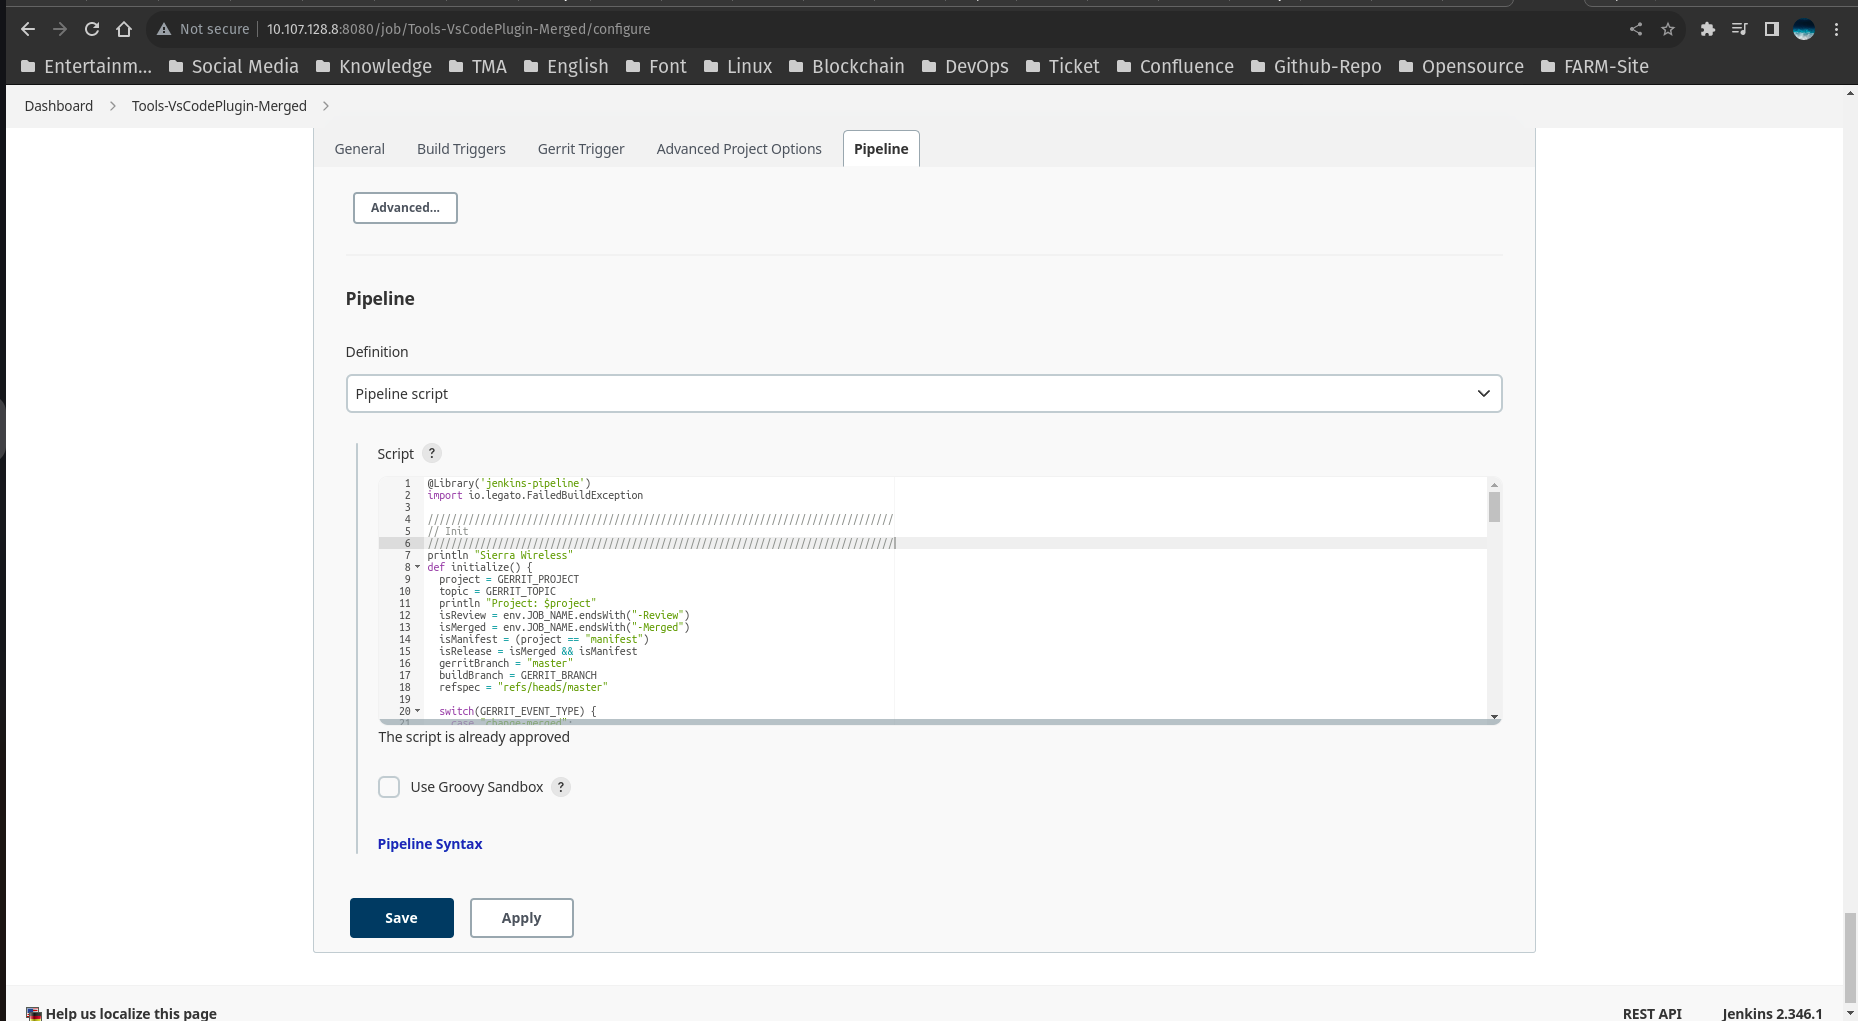 Not secure | 10.107.128.8:8080/job/Tools-VsCodePlugin-Merged/configure
Entertainm... Social Media Knowledge TMA English Font Linux Blockchain DevOps Ticket Confluence Github-Repo Opensource FARM-Site
Dashboard > Tools-VsCodePlugin-Merged >
General Build Triggers Gerrit Trigger Advanced Project Options Pipeline
Advanced...
Pipeline
Definition
Pipeline script
Script ?
1 @Library('jenkins-pipeline')
2 import io.legato.FailedBuildException
3
4 ////////////////////////////////////////////////////////////////////////////////
5 // Init
6 ////////////////////////////////////////////////////////////////////////////////
7 println "Sierra Wireless"
8 def initialize() {
9 project = GERRIT_PROJECT
10 topic = GERRIT_TOPIC
11 println "Project: $project"
12 isReview = env.JOB_NAME.endsWith("-Review")
13 isMerged = env.JOB_NAME.endsWith("-Merged")
14 isManifest = (project == "manifest")
15 isRelease = isMerged && isManifest
16 gerritBranch = "master"
17 buildBranch = GERRIT_BRANCH
18 refspec = "refs/heads/master"
19
20 switch(GERRIT_EVENT_TYPE) {
21 case "change-merged":
The script is already approved
Use Groovy Sandbox ?
Pipeline Syntax
Save Apply
Help us localize this page REST API Jenkins 2.346.1